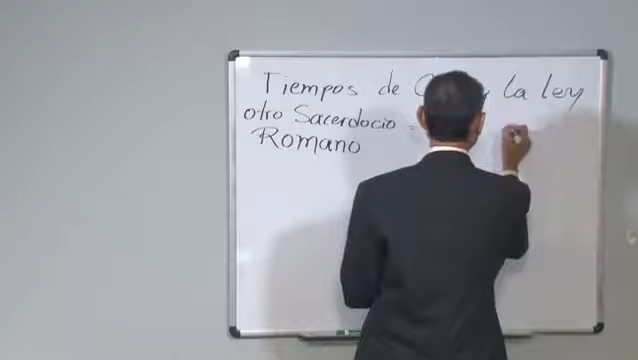 Tiempos de y la ley
otro Sacerdocio =
Romano